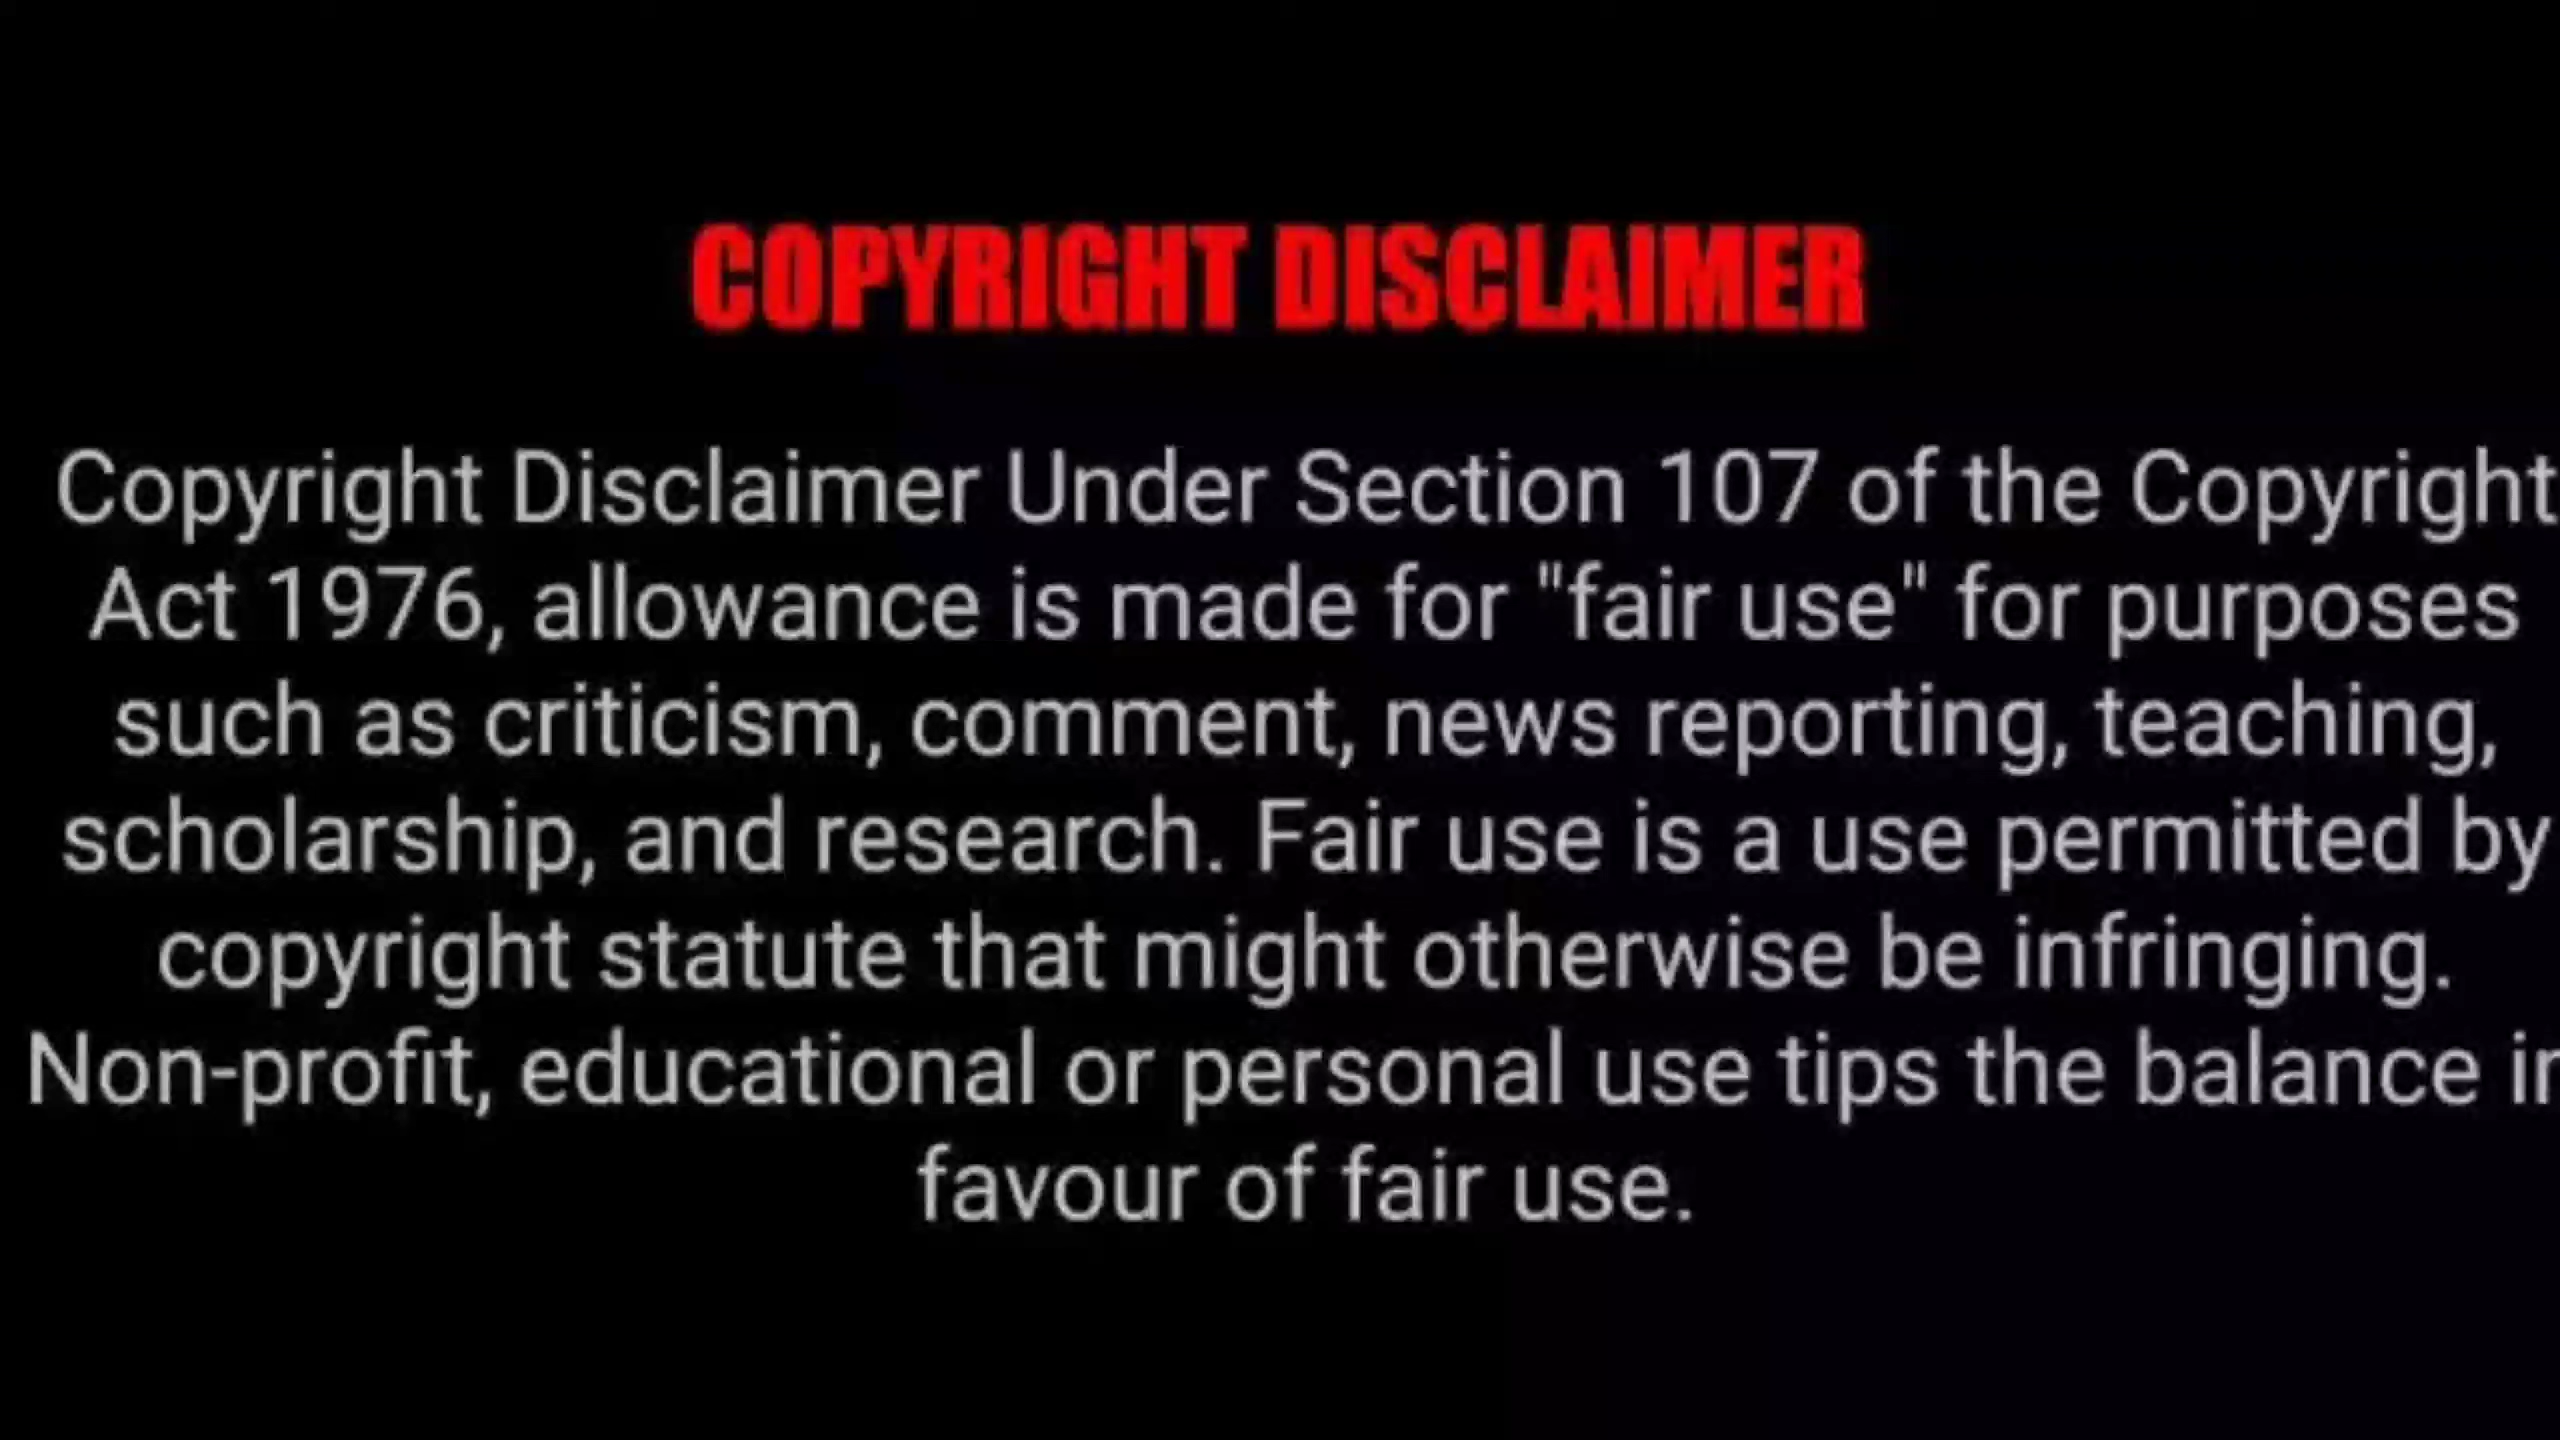 COPYRIGHT DISCLAIMER
Copyright Disclaimer Under Section 107 of the Copyright
Act 1976, allowance is made for "fair use" for purposes
such as criticism, comment, news reporting, teaching,
scholarship, and research. Fair use is a use permitted by
copyright statute that might otherwise be infringing.
Non-profit, educational or personal use tips the balance in
favour of fair use.